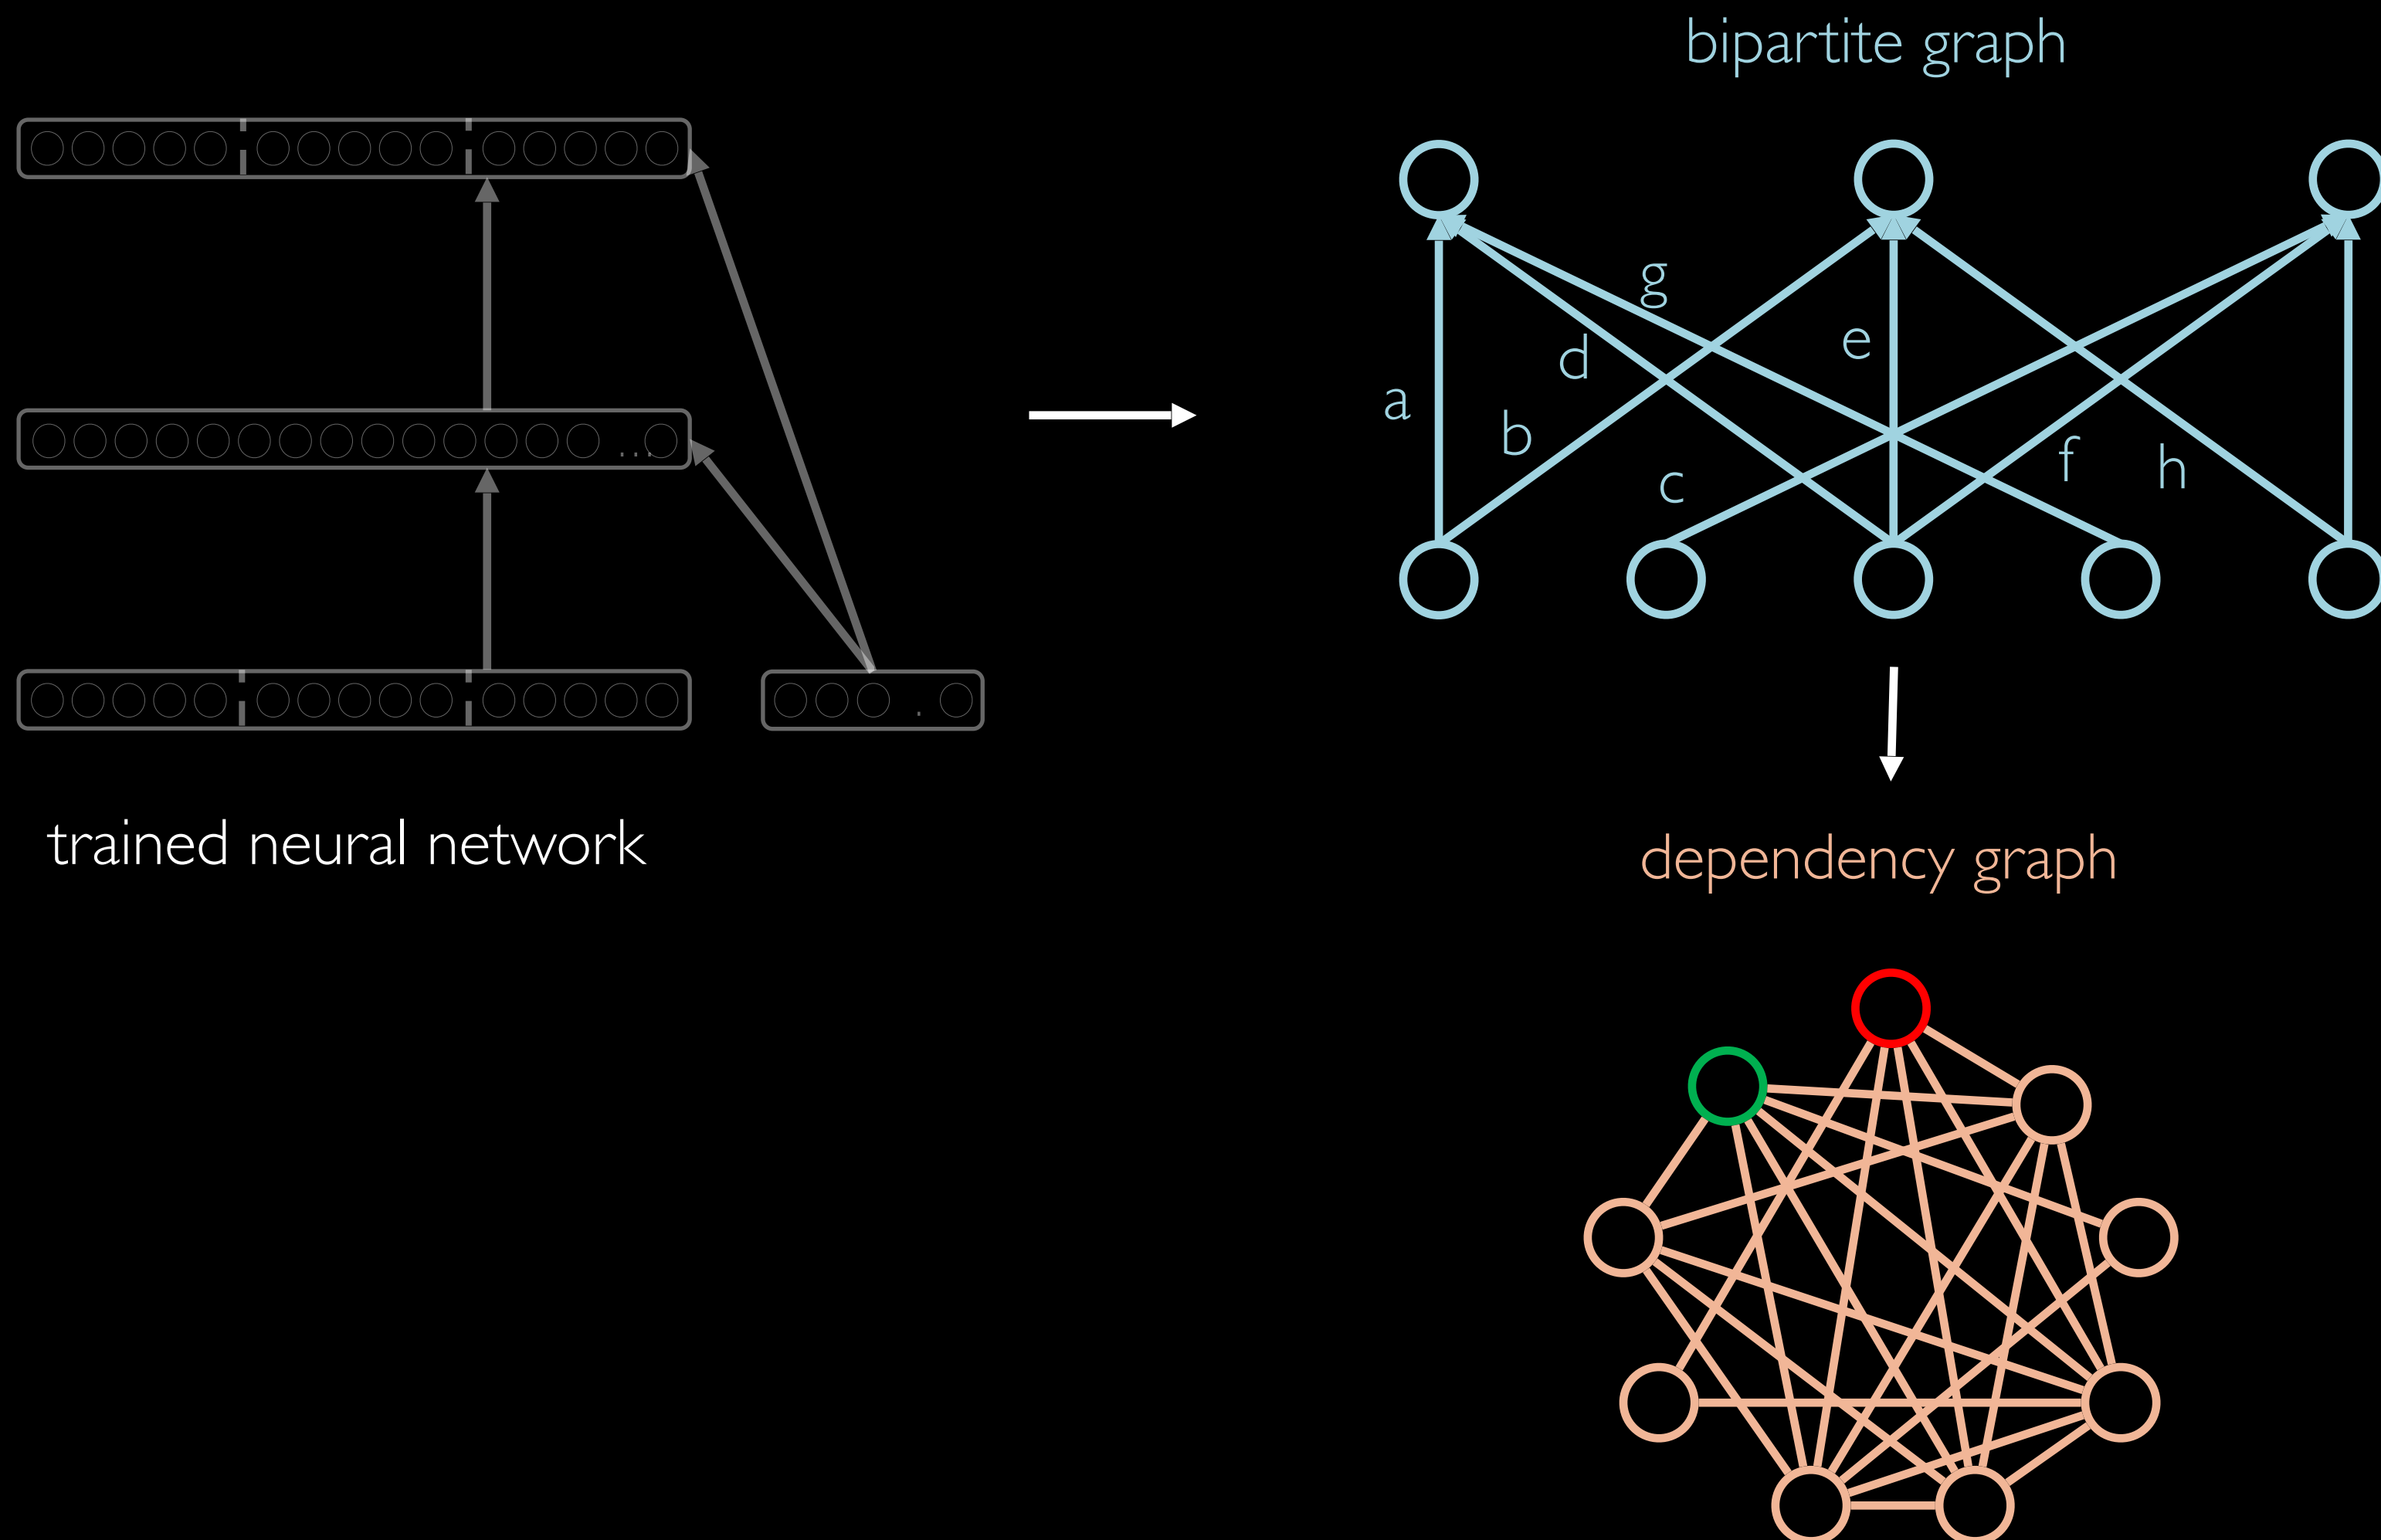 bipartite graph
g
e
d
a
b
f
h
c
trained neural network
dependency graph